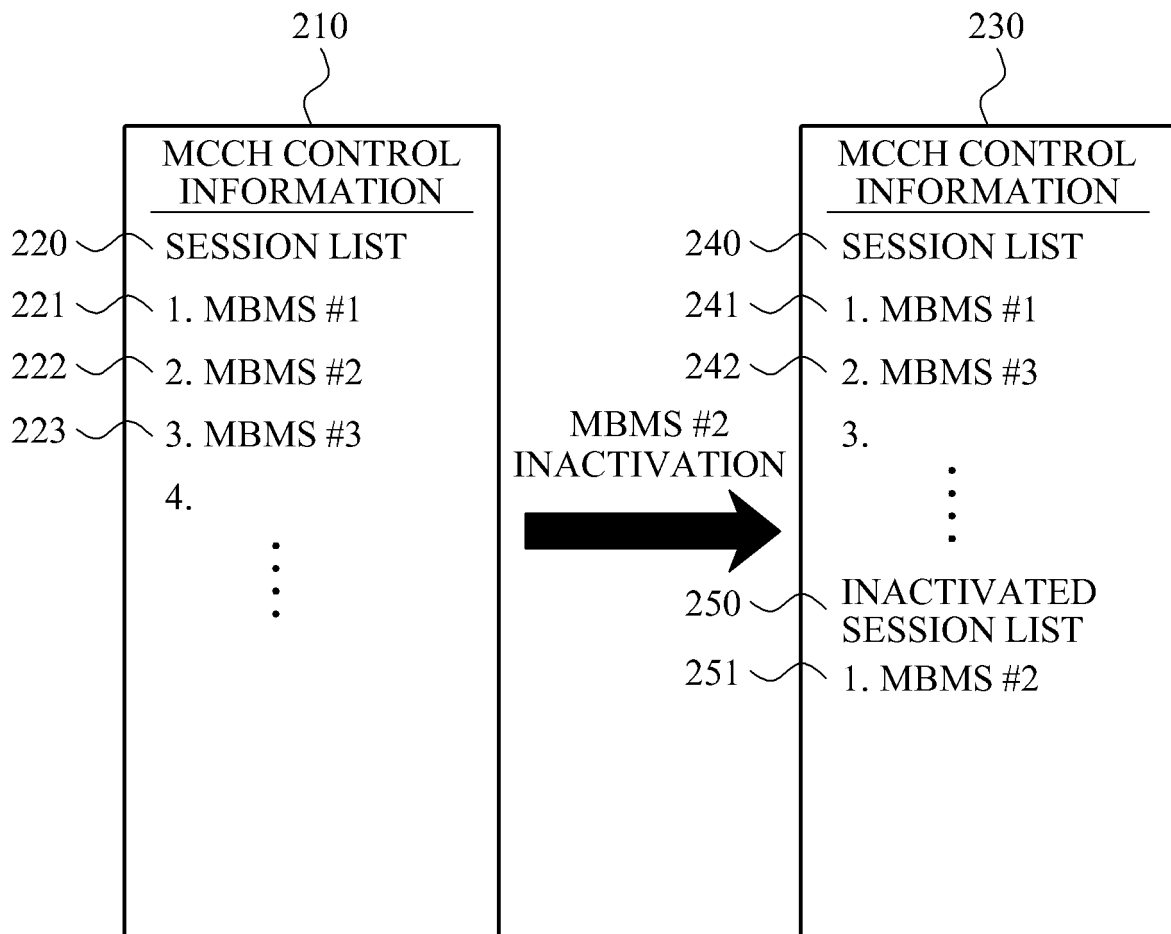 210
230
MCCH CONTROL
INFORMATION
220
SESSION LIST
221
1. MBMS #1
222
2. MBMS #2
223
3. MBMS #3
4.
MBMS #2
INACTIVATION
MCCH CONTROL
INFORMATION
240
SESSION LIST
241
1. MBMS #1
242
2. MBMS #3
3.
250
INACTIVATED
SESSION LIST
251
1. MBMS #2